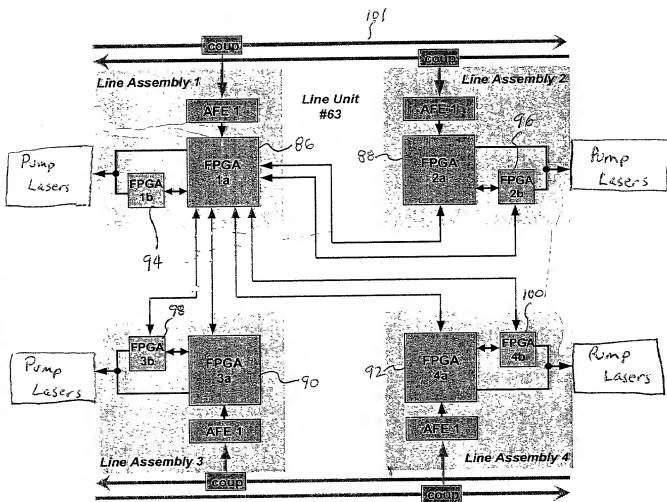 101
coup
coup
Line Assembly 1
Line Assembly 2
Line Unit
#63
AFE 1
AFE 1
86
96
88
FPGA
1a
FPGA
2a
Pump
Lasers
FPGA
1b
FPGA
2b
Pump
Lasers
94
98
100
FPGA
3b
FPGA
4b
Pump
Lasers
FPGA
3a
90
92
FPGA
4a
Pump
Lasers
AFE 1
AFE 1
Line Assembly 3
Line Assembly 4
coup
coup